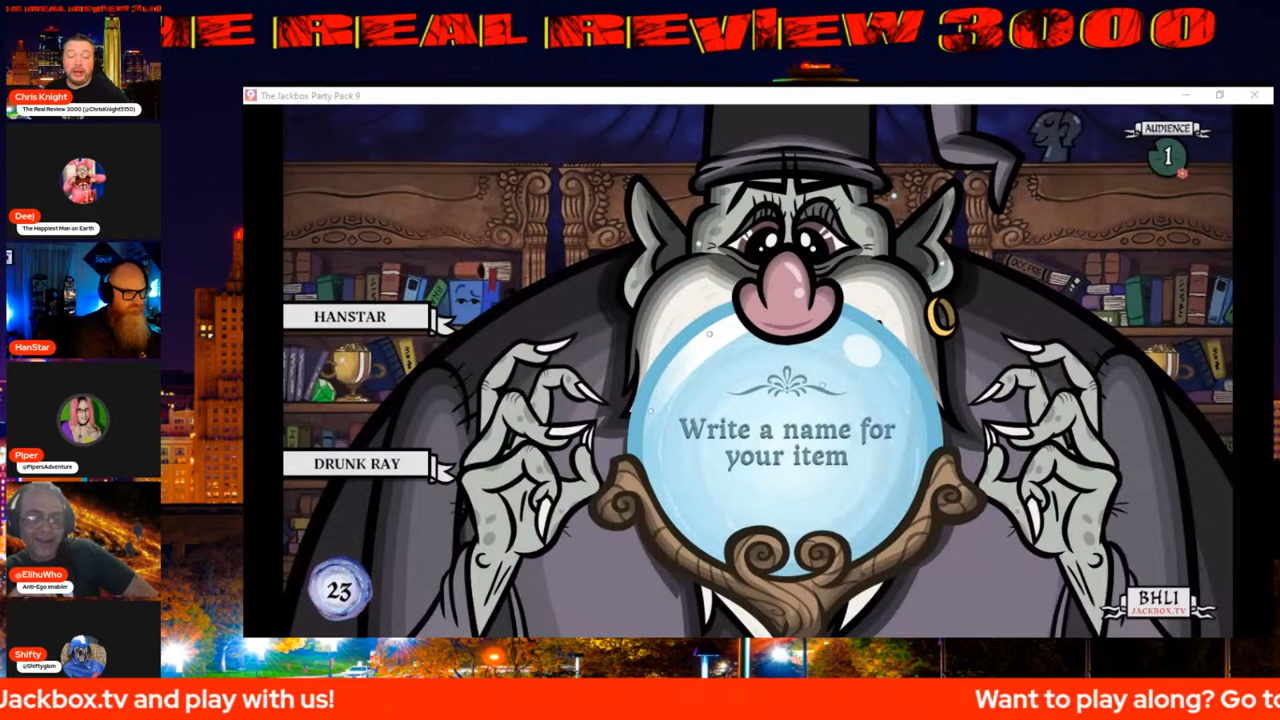 HE REAL REVIEW 3000
Chris Knight
The Real Review 3000 (@ChrisKnight5150)
Deej
The Happiest Man on Earth
HanStar
Piper
@PipersAdventure
@ElihuWho
Anti-Ego enabler
Shifty
@Shiftygism
The Jackbox Party Pack 9
AUDIENCE
1
HANSTAR
DRUNK RAY
Write a name for
your item
23
BHLI
JACKBOX.TV
Jackbox.tv and play with us!
Want to play along? Go to